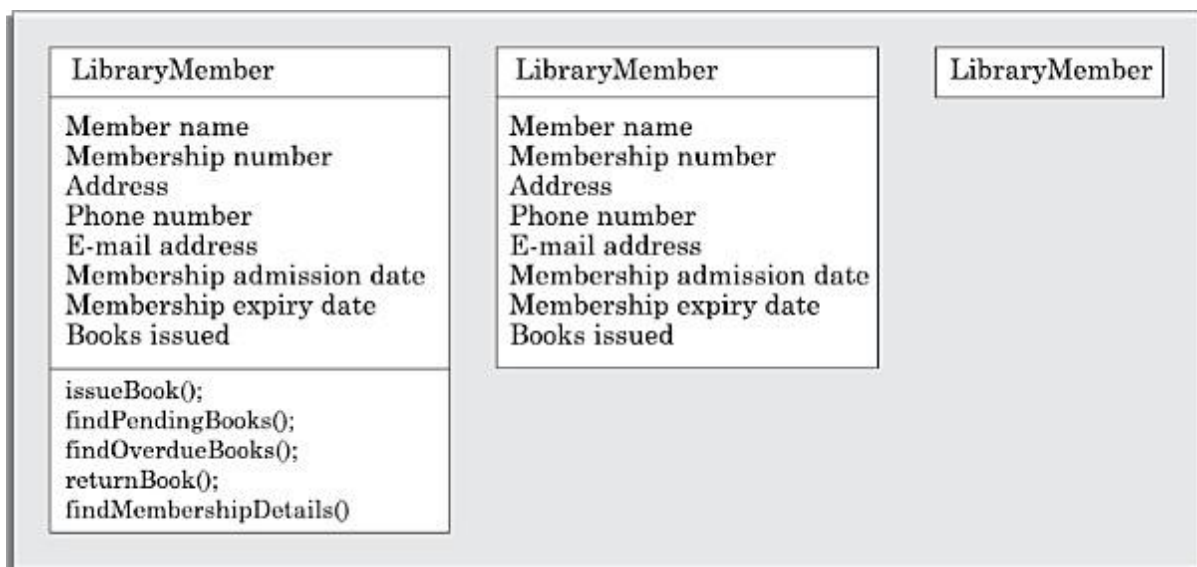 LibraryMember
Member name
Membership number
Address
Phone number
E-mail address
Membership admission date
Membership expiry date
Books issued
issueBook();
findPendingBooks();
findOverdueBooks();
returnBook();
findMembershipDetails()
LibraryMember
Member name
Membership number
Address
Phone number
E-mail address
Membership admission date
Membership expiry date
Books issued
LibraryMember